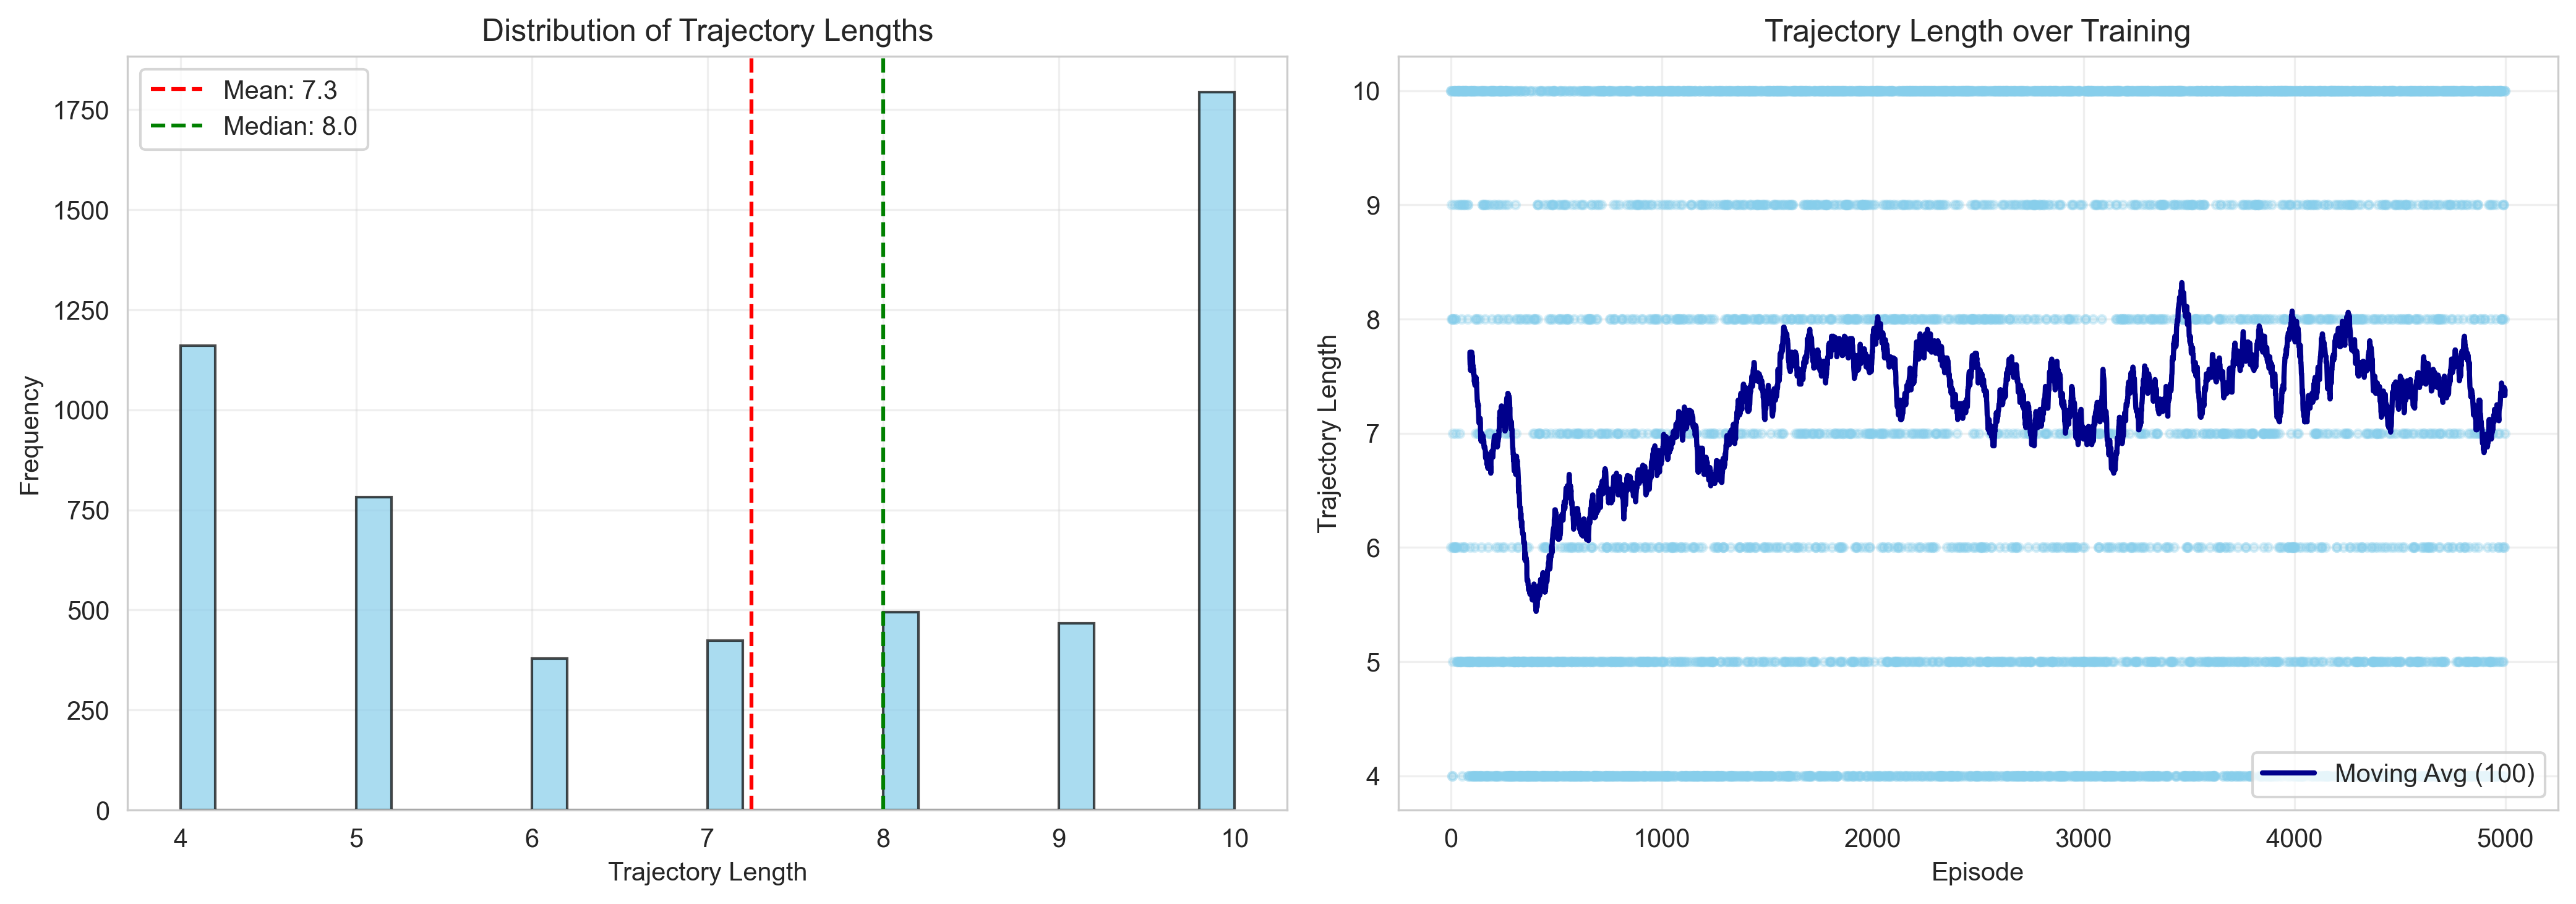 Distribution of Trajectory Lengths
Mean: 7.3
Median: 8.0
Frequency
1750
1500
1250
1000
750
500
250
0
4 5 6 7 8 9 10
Trajectory Length
Trajectory Length over Training
Trajectory Length
10
9
8
7
6
5
4
Moving Avg (100)
0 1000 2000 3000 4000 5000
Episode